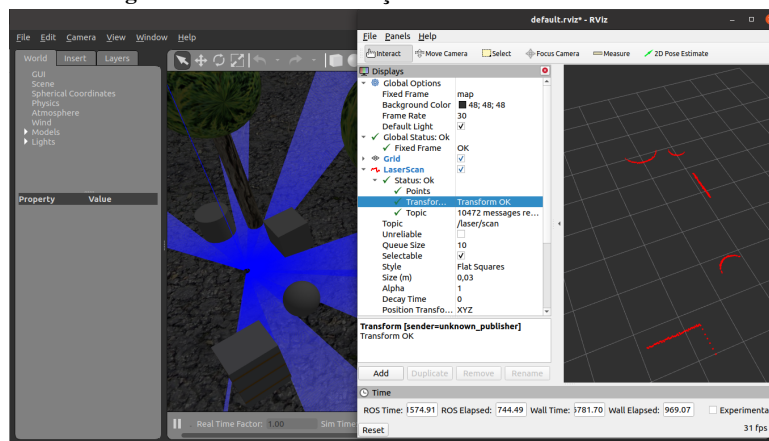 default.rviz* - RViz
File Edit Camera View Window Help
World Insert Layers
GUI
Scene
Spherical Coordinates
Physics
Atmosphere
Wind
Models
Lights
Property Value
Real Time Factor: 1.00 Sim Time
File Panels Help
Interact Move Camera Select Focus Camera Measure 2D Pose Estimate
Displays
Global Options
Fixed Frame map
Background Color 48; 48; 48
Frame Rate 30
Default Light
Global Status: Ok
Fixed Frame OK
Grid
LaserScan
Status: Ok
Points
Transfor... Transform OK
Topic 10472 messages re...
Topic /laser/scan
Unreliable
Queue Size 10
Selectable
Style Flat Squares
Size (m) 0,03
Alpha 1
Decay Time 0
Position Transfo... XYZ
Transform [sender=unknown_publisher]
Transform OK
Add Duplicate Remove Rename
Time
ROS Time: 1574.91 ROS Elapsed: 744.49 Wall Time: 5781.70 Wall Elapsed: 969.07 Experimenta
Reset 31 fps